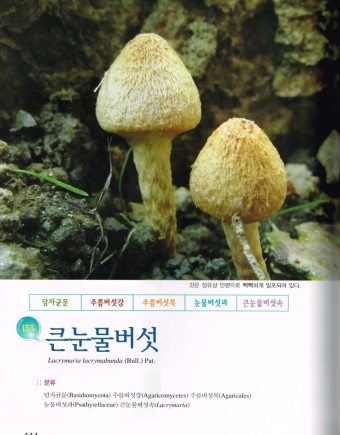 갓은 섬유상 인편으로 빽빽하게 밀포되어 있다.
담자균문 주름버섯강 주름버섯목 눈물버섯과 큰눈물버섯속
큰눈물버섯
Lacrymaria lacrymabunda (Bull.) Pat.
:: 분류
담자균문(Basidiomycota) 주름버섯강(Agaricomycetes) 주름버섯목(Agaricales)
눈물버섯과(Psathyrellaceae) 큰눈물버섯속(Lacrymaria)